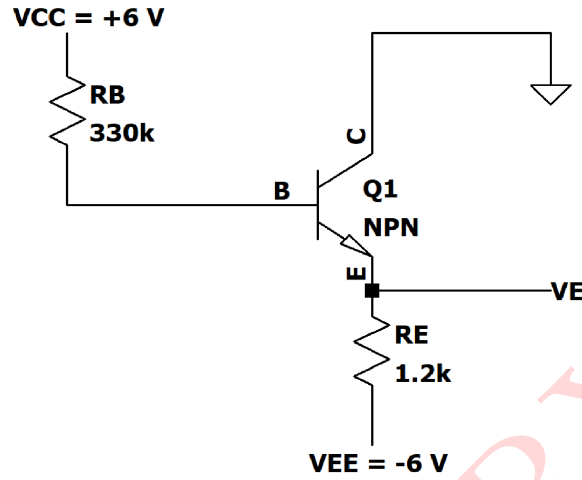 VCC = +6 V
RB
330k
C
B
Q1
NPN
E
VE
RE
1.2k
VEE = -6 V